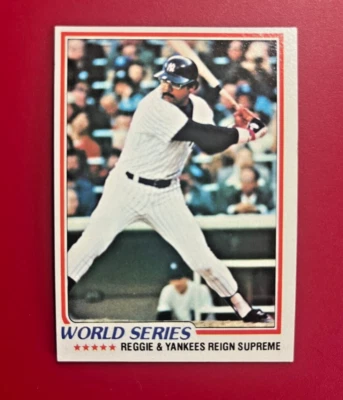 WORLD SERIES
★★★★★ REGGIE & YANKEES REIGN SUPREME